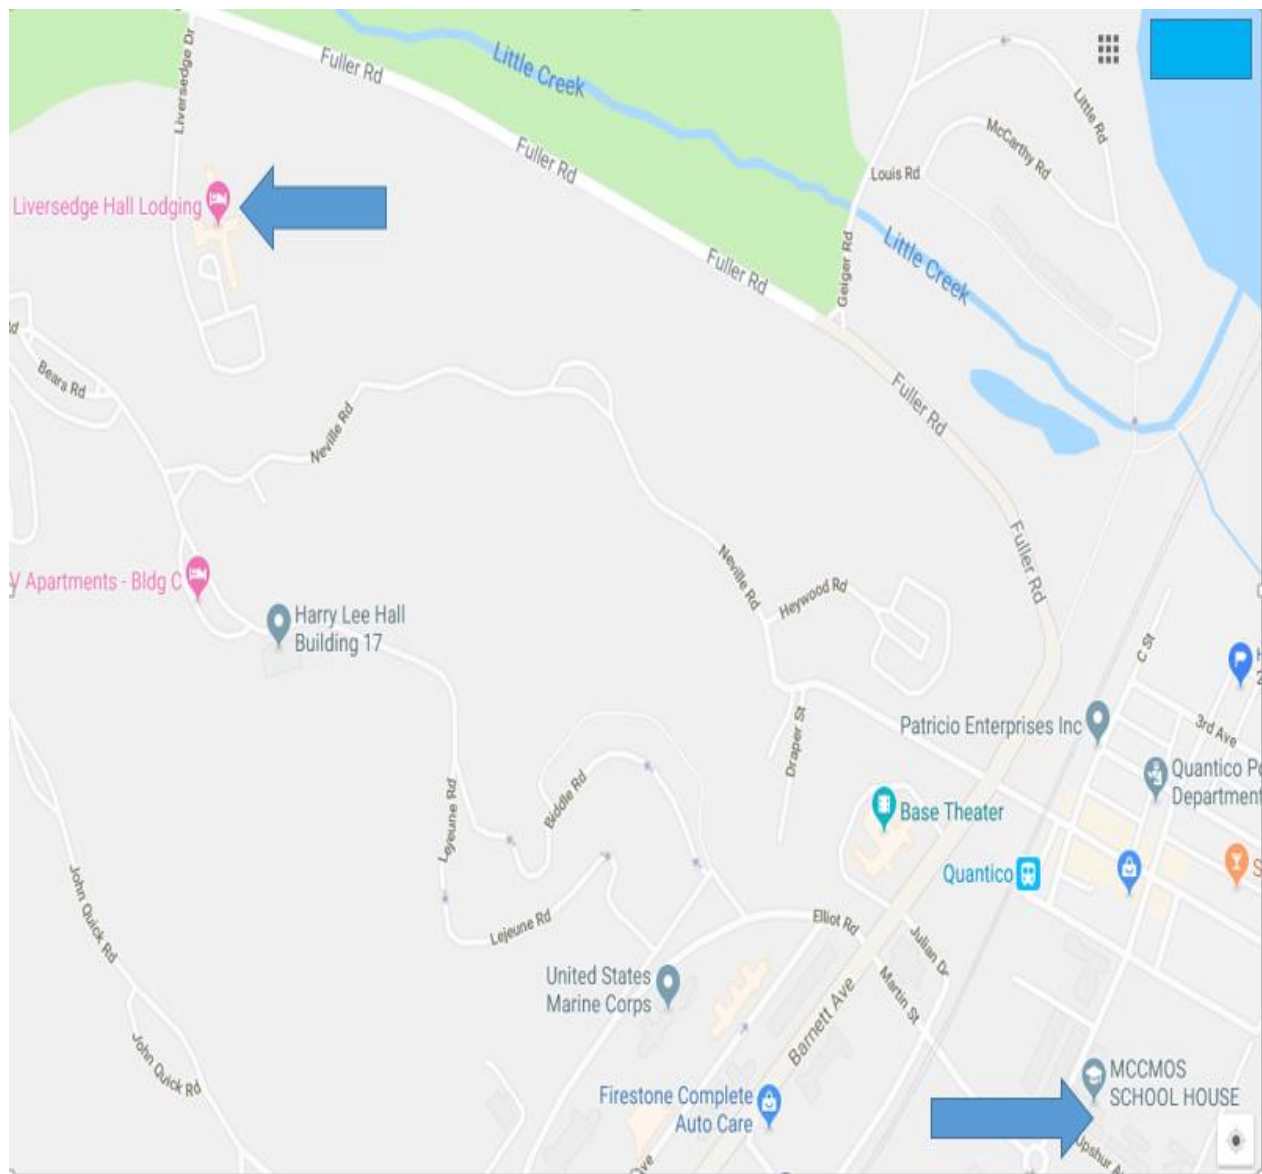 Liversedge Dr
Fuller Rd
Little Creek
Little Rd
McCarthy Rd
Fuller Rd
Louis Rd
Liversedge Hall Lodging
Geiger Rd
Little Creek
Fuller Rd
Beara Rd
Fuller Rd
Neville Rd
Fuller Rd
Neville Rd
Heywood Rd
V Apartments - Bldg C
Harry Lee Hall
Building 17
C St
Patricio Enterprises Inc
3rd Ave
Draper St
Quantico
Department
Lejeune Rd
Biddle Rd
Base Theater
Quantico
John Quick Rd
Lejeune Rd
Elliot Rd
Julian Dr
United States
Marine Corps
Martin St
Barnett Ave
John Quick Rd
MCCMOS
SCHOOL HOUSE
Firestone Complete
Auto Care
Upshur